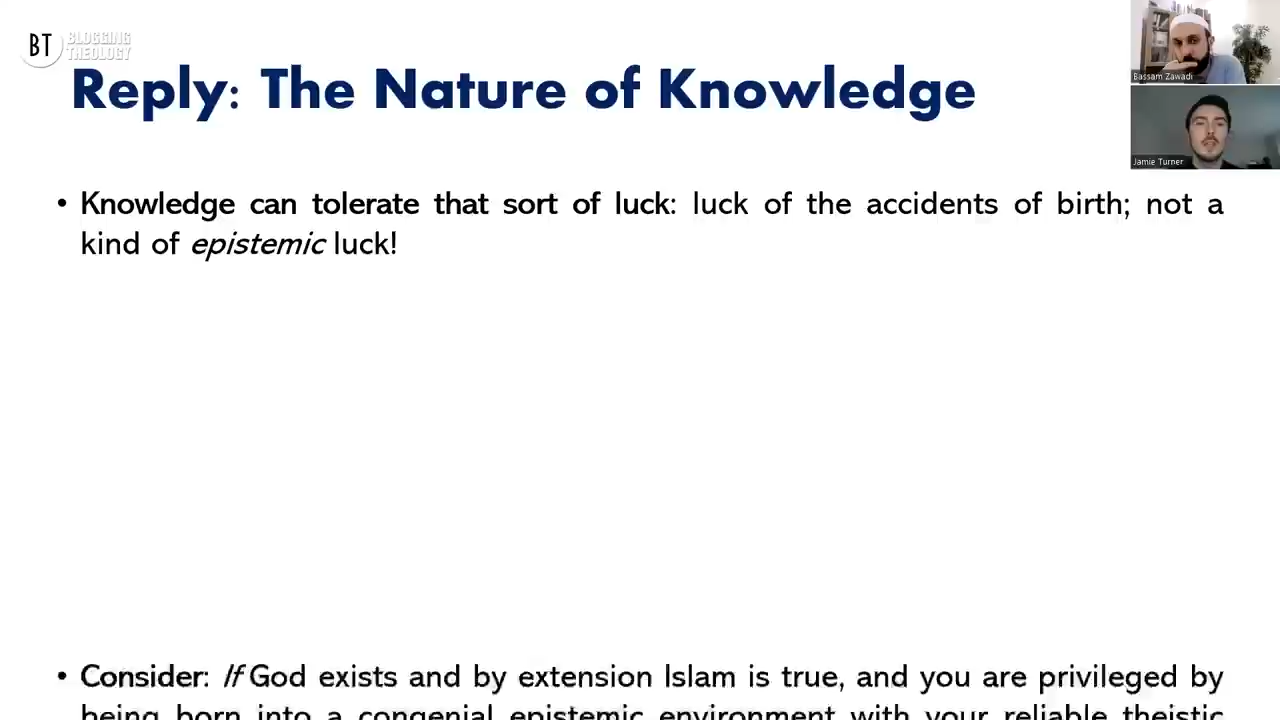 BT BLOGGING
THEOLOGY
Reply: The Nature of Knowledge
Bassam Zawadi
Jamie Turner
• Knowledge can tolerate that sort of luck: luck of the accidents of birth; not a
kind of epistemic luck!
• Consider: If God exists and by extension Islam is true, and you are privileged by
being born into a congenial epistemic environment with your reliable theistic